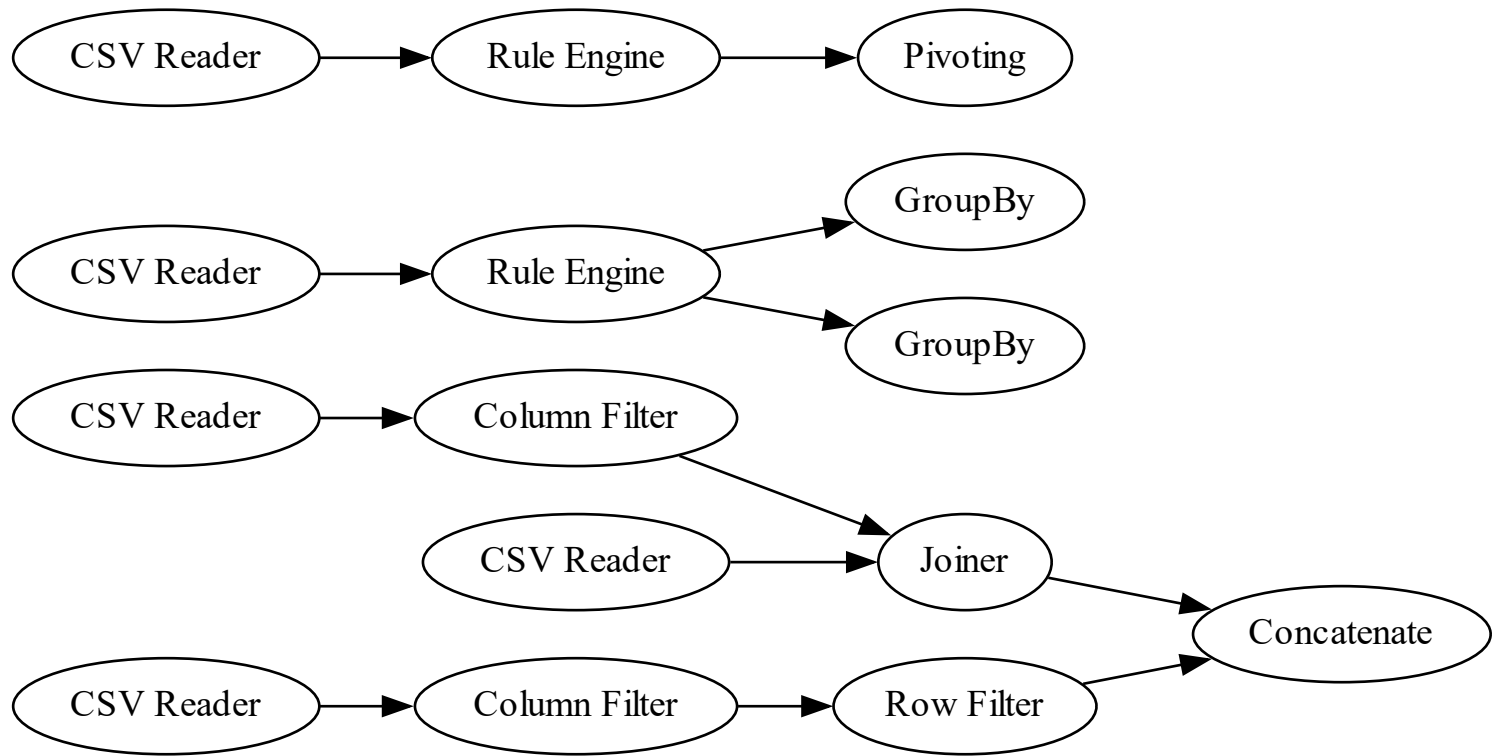 CSV Reader
Rule Engine
Pivoting
GroupBy
CSV Reader
Rule Engine
GroupBy
CSV Reader
Column Filter
CSV Reader
Joiner
Concatenate
CSV Reader
Column Filter
Row Filter